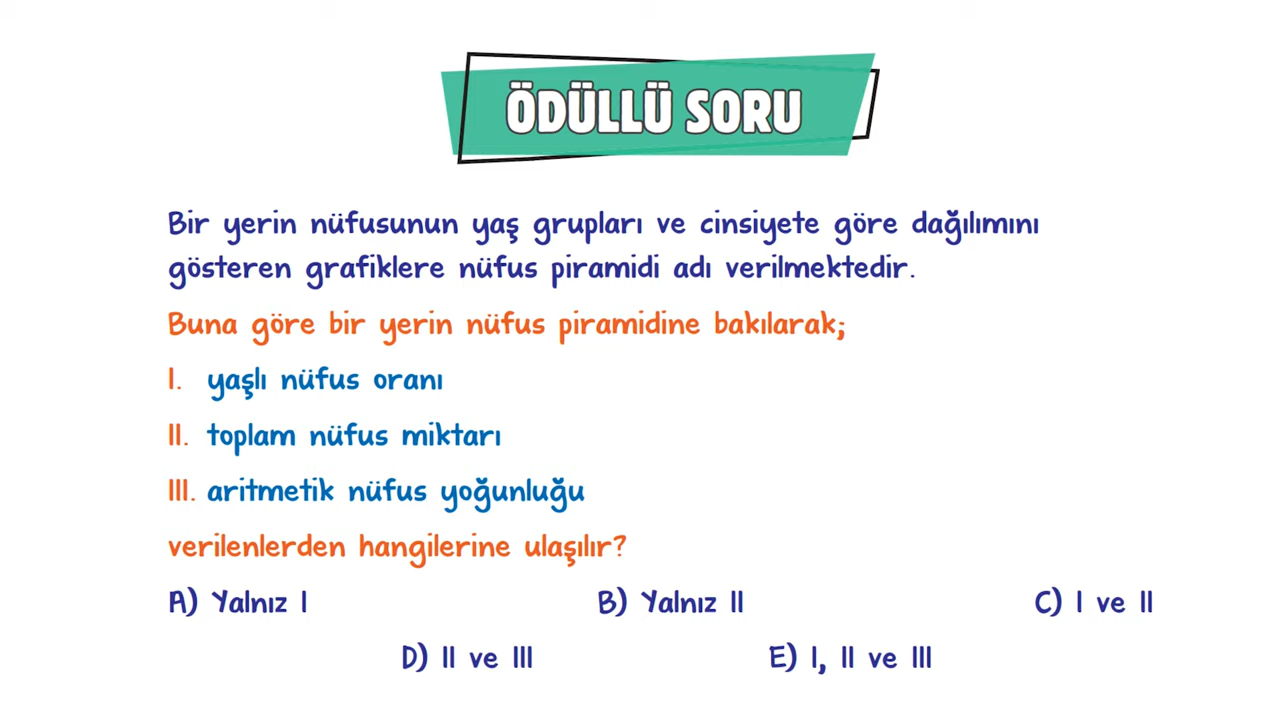 ÖDÜLLÜ SORU
Bir yerin nüfusunun yaş grupları ve cinsiyete göre dağılımını
gösteren grafiklere nüfus piramidi adı verilmektedir.
Buna göre bir yerin nüfus piramidine bakılarak;
I. yaşlı nüfus oranı
II. toplam nüfus miktarı
III. aritmetik nüfus yoğunluğu
verilenlerden hangilerine ulaşılır?
A) Yalnız I B) Yalnız II C) I ve II
D) II ve III E) I, II ve III